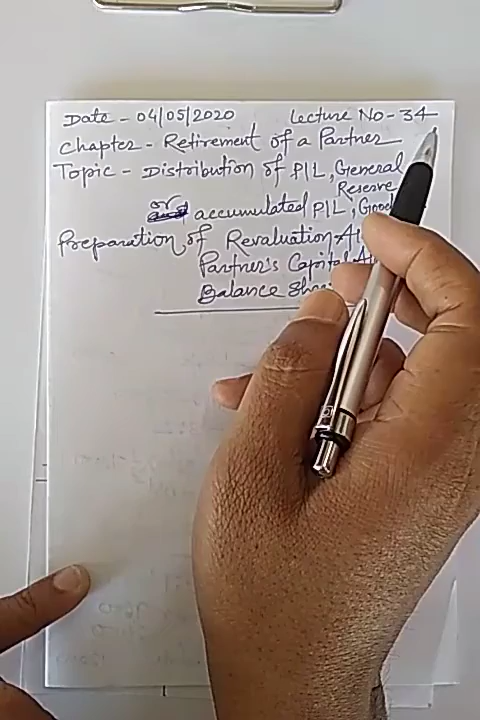 Date - 04/05/2020 Lecture No - 34
Chapter - Retirement of a Partner
Topic - Distribution of P/L, General
Reserve
or accumulated P/L, Good
Preparation of Revaluation A/
Partner's Capital A/
Balance She